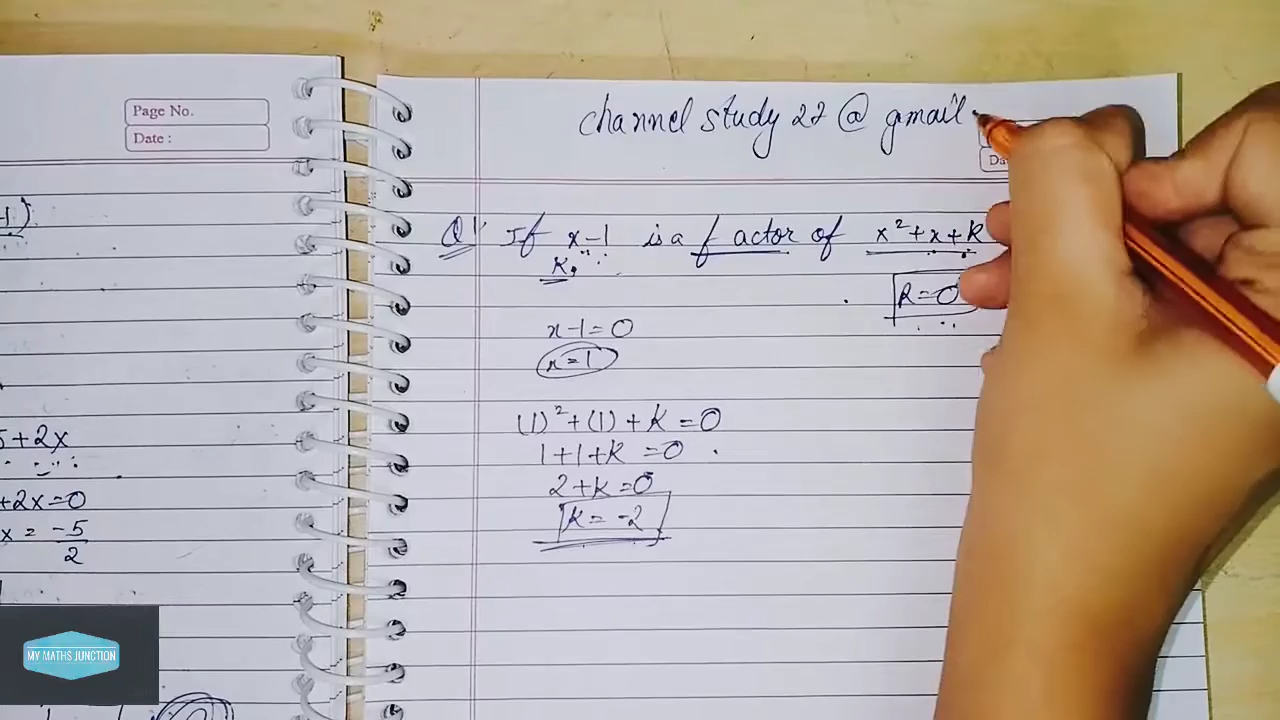 Page No.
Date :
-1)
5+2x
+2x=0
x = -5
2
MY MATHS JUNCTION
channel study 22 @ gmail
Q1 If x-1 is a factor of x²+x+k
K,
R=0
x-1=0
x=1
(1)²+(1)+K=0
1+1+K=0
2+K=0
K=-2